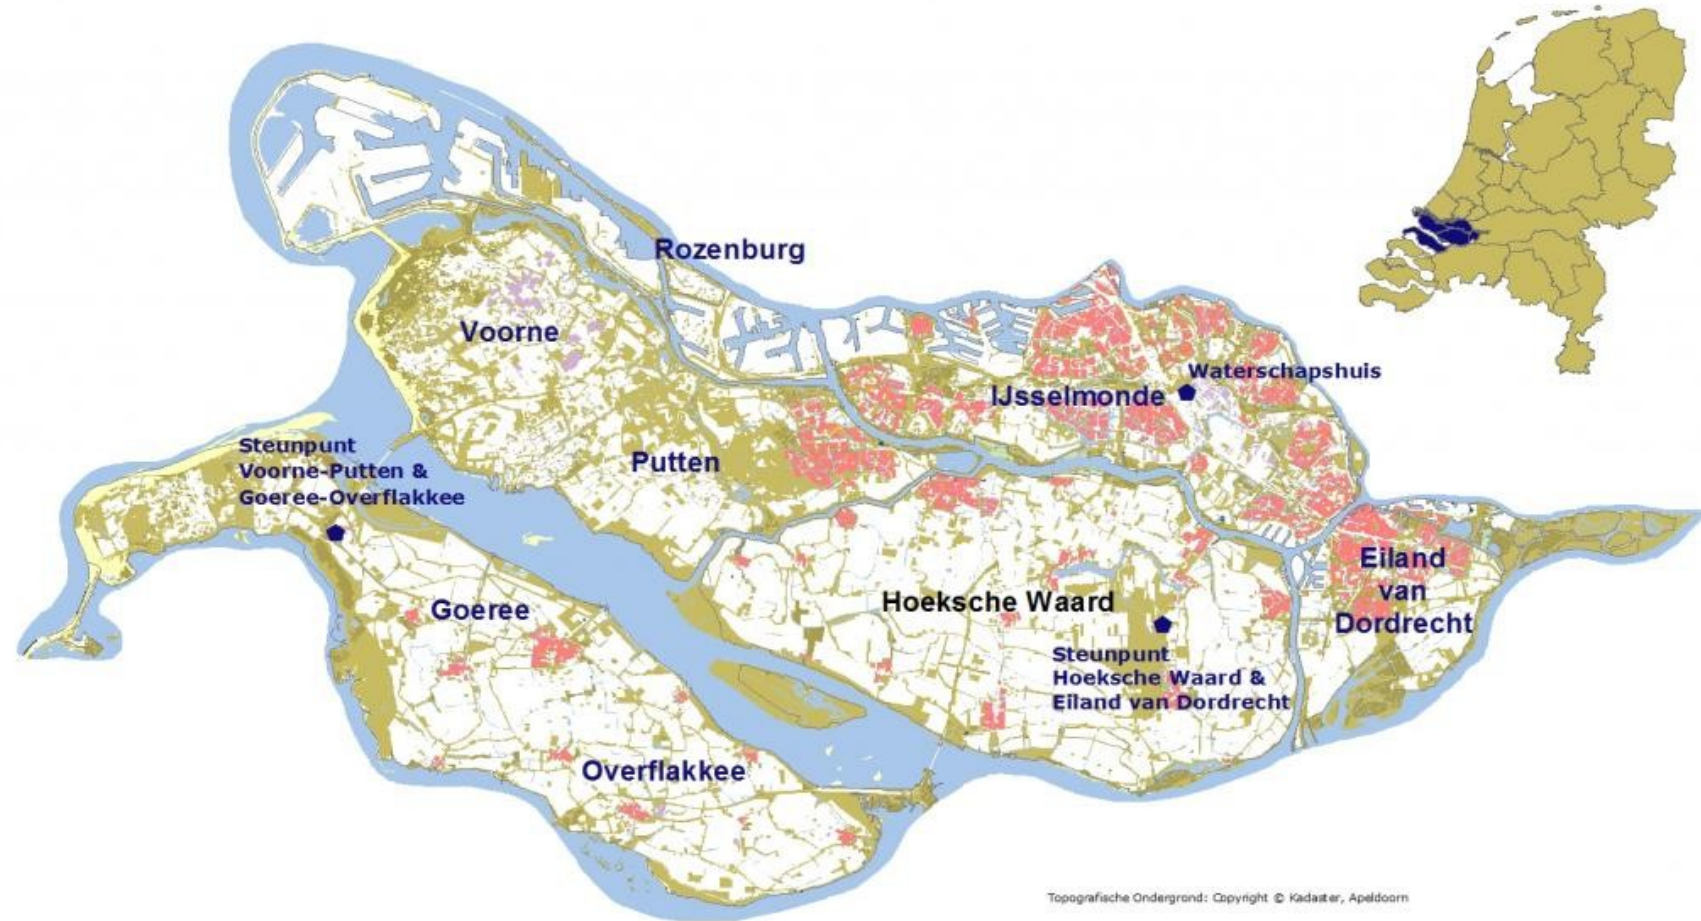 Rozenburg
Voorne
Waterschapshuis
IJsselmonde
Steunpunt
Voorne-Putten &
Goeree-Overflakkee
Putten
Eiland
van
Dordrecht
Hoeksche Waard
Goeree
Steunpunt
Hoeksche Waard &
Eiland van Dordrecht
Overflakkee
Topografische Ondergrond: Copyright © Kadaster, Apeldoorn